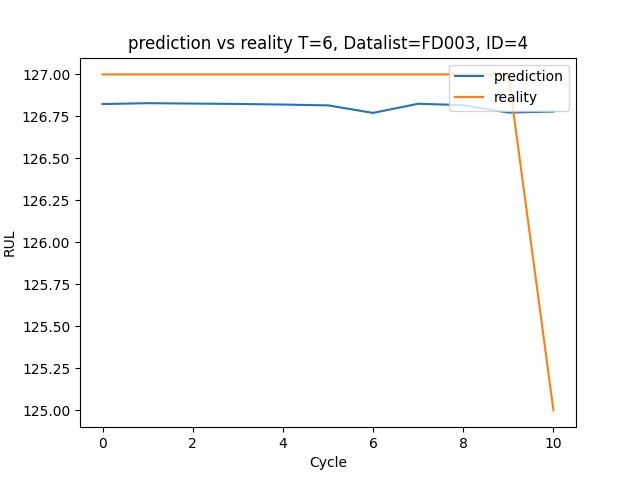 prediction vs reality T=6, Datalist=FD003, ID=4
127.00
126.75
126.50
126.25
126.00
125.75
125.50
125.25
125.00
RUL
prediction
reality
0 2 4 6 8 10
Cycle